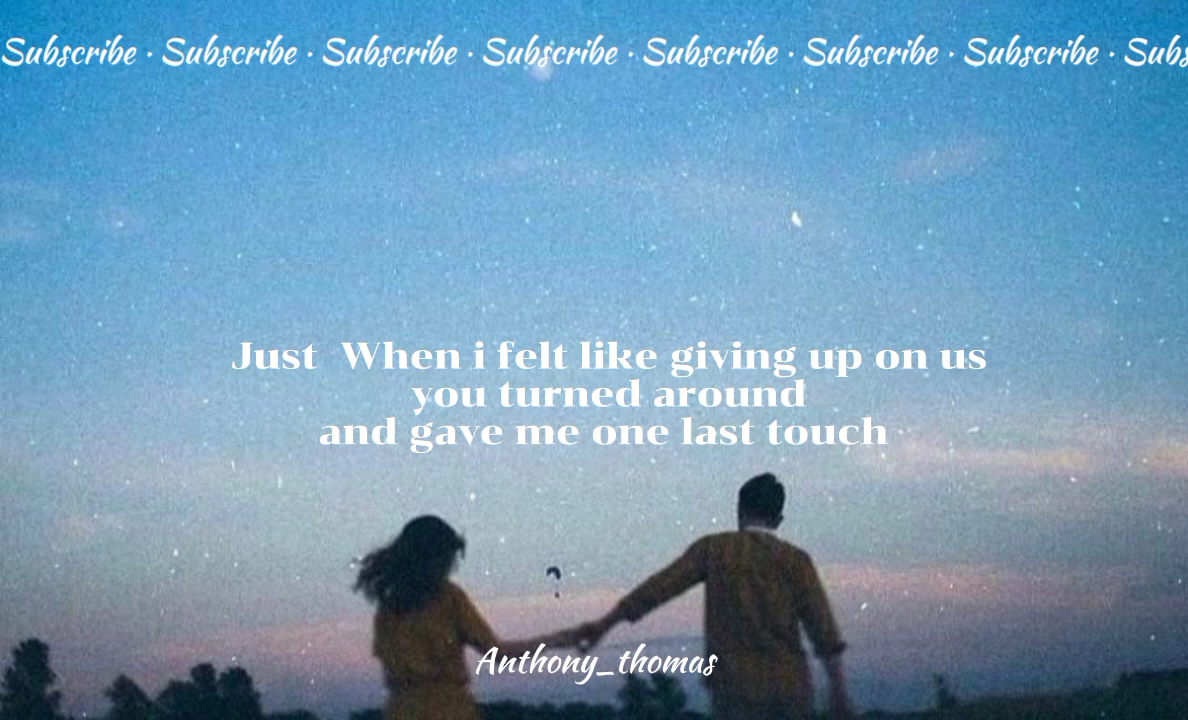 Subscribe · Subscribe · Subscribe · Subscribe · Subscribe · Subscribe · Subscribe · Subs
Just When i felt like giving up on us
you turned around
and gave me one last touch
Anthony_thomas